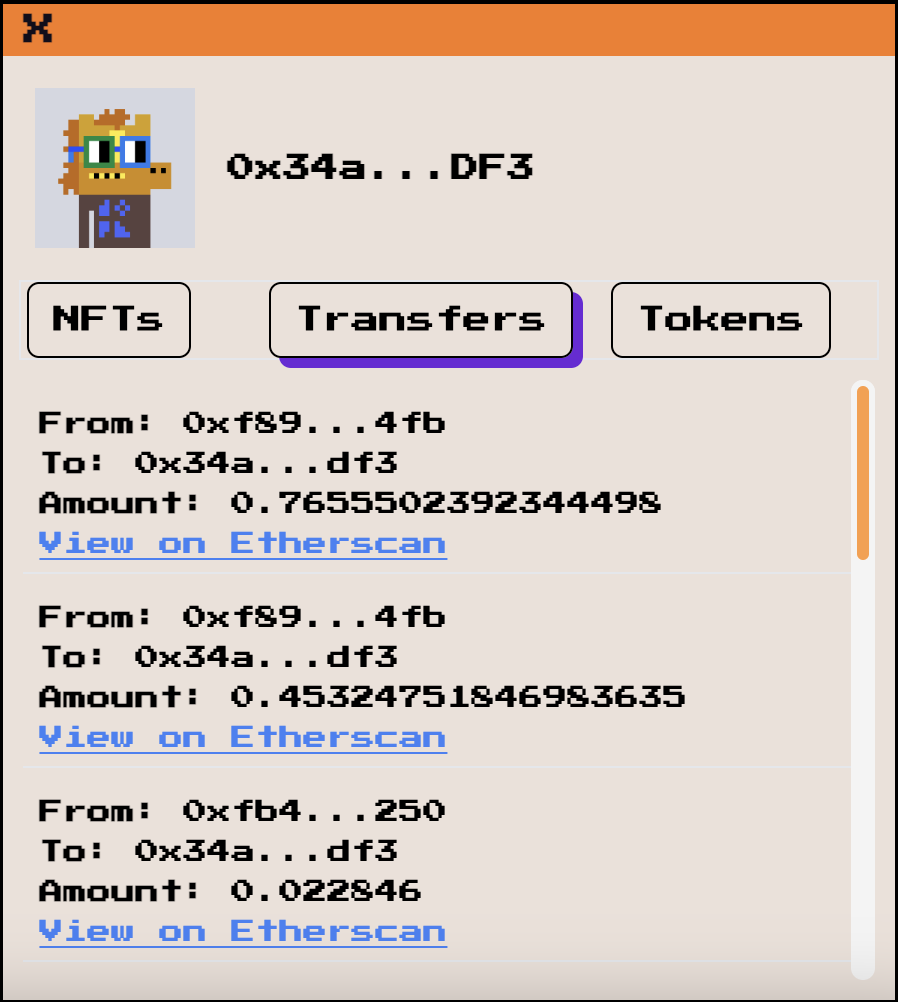 X
0x34a...DF3
NFTs Transfers Tokens
From: 0xf89...4fb
To: 0x34a...df3
Amount: 0.7655502392344498
View on Etherscan
From: 0xf89...4fb
To: 0x34a...df3
Amount: 0.45324751846983635
View on Etherscan
From: 0xfb4...250
To: 0x34a...df3
Amount: 0.022846
View on Etherscan